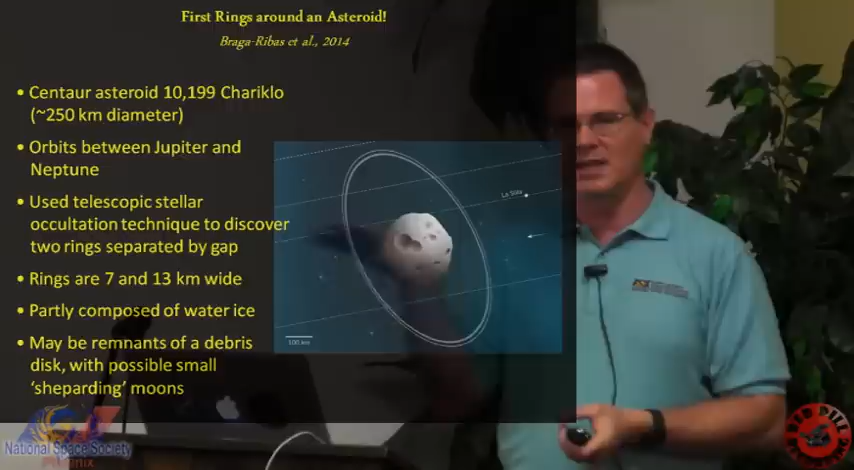 First Rings around an Asteroid!
Braga-Ribas et al., 2014
• Centaur asteroid 10,199 Chariklo
(~250 km diameter)
• Orbits between Jupiter and
Neptune
• Used telescopic stellar
occultation technique to discover
two rings separated by gap
• Rings are 7 and 13 km wide
• Partly composed of water ice
• May be remnants of a debris
disk, with possible small
‘sheparding’ moons
La Silla
100 km
National Space Society
Phoenix
RED PILL